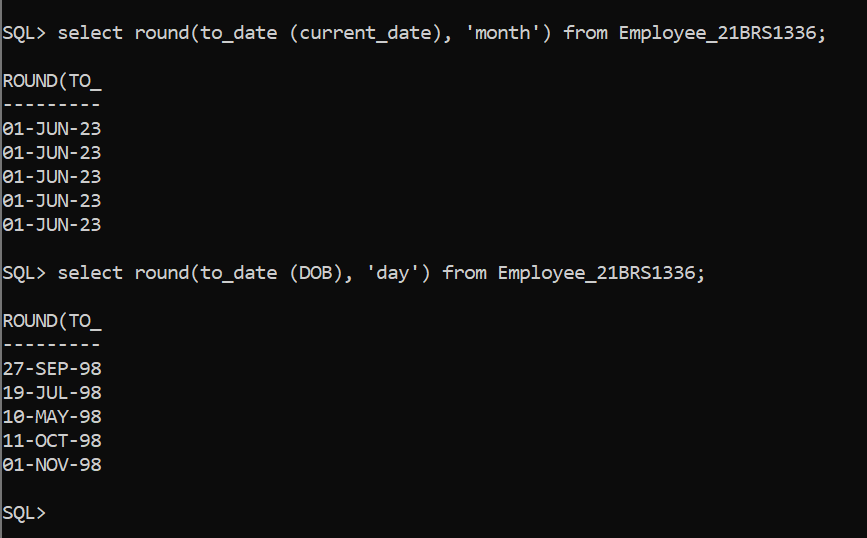 SQL> select round(to_date (current_date), 'month') from Employee_21BRS1336;
ROUND(TO_
---------
01-JUN-23
01-JUN-23
01-JUN-23
01-JUN-23
01-JUN-23
SQL> select round(to_date (DOB), 'day') from Employee_21BRS1336;
ROUND(TO_
---------
27-SEP-98
19-JUL-98
10-MAY-98
11-OCT-98
01-NOV-98
SQL>